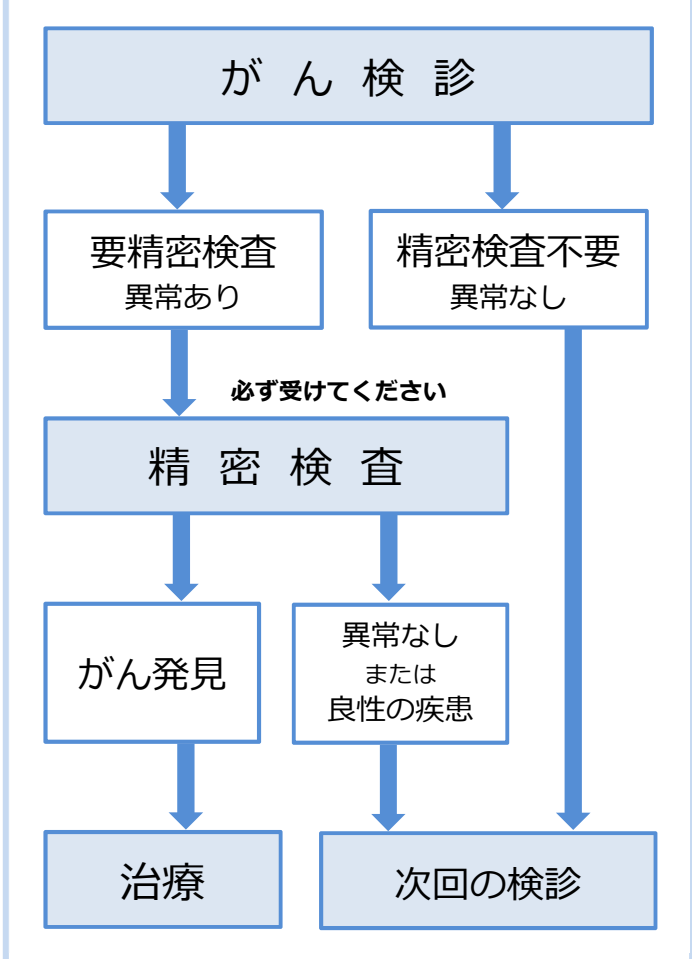 がん検診
要精密検査
異常あり
精密検査不要
異常なし
必ず受けてください
精密検査
がん発見
異常なし
または
良性の疾患
治療
次回の検診